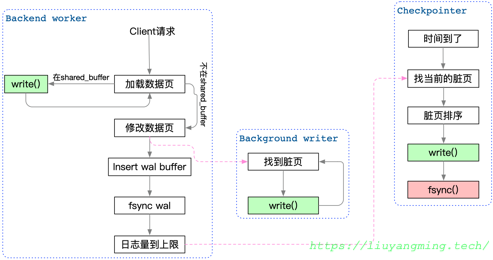 Backend worker
Client请求
在shared_buffer
不在shared_buffer
write()
加载数据页
修改数据页
Insert wal buffer
fsync wal
日志量到上限
Background writer
找到脏页
write()
Checkpointer
时间到了
找当前的脏页
脏页排序
write()
fsync()
https://liuyangming.tech/